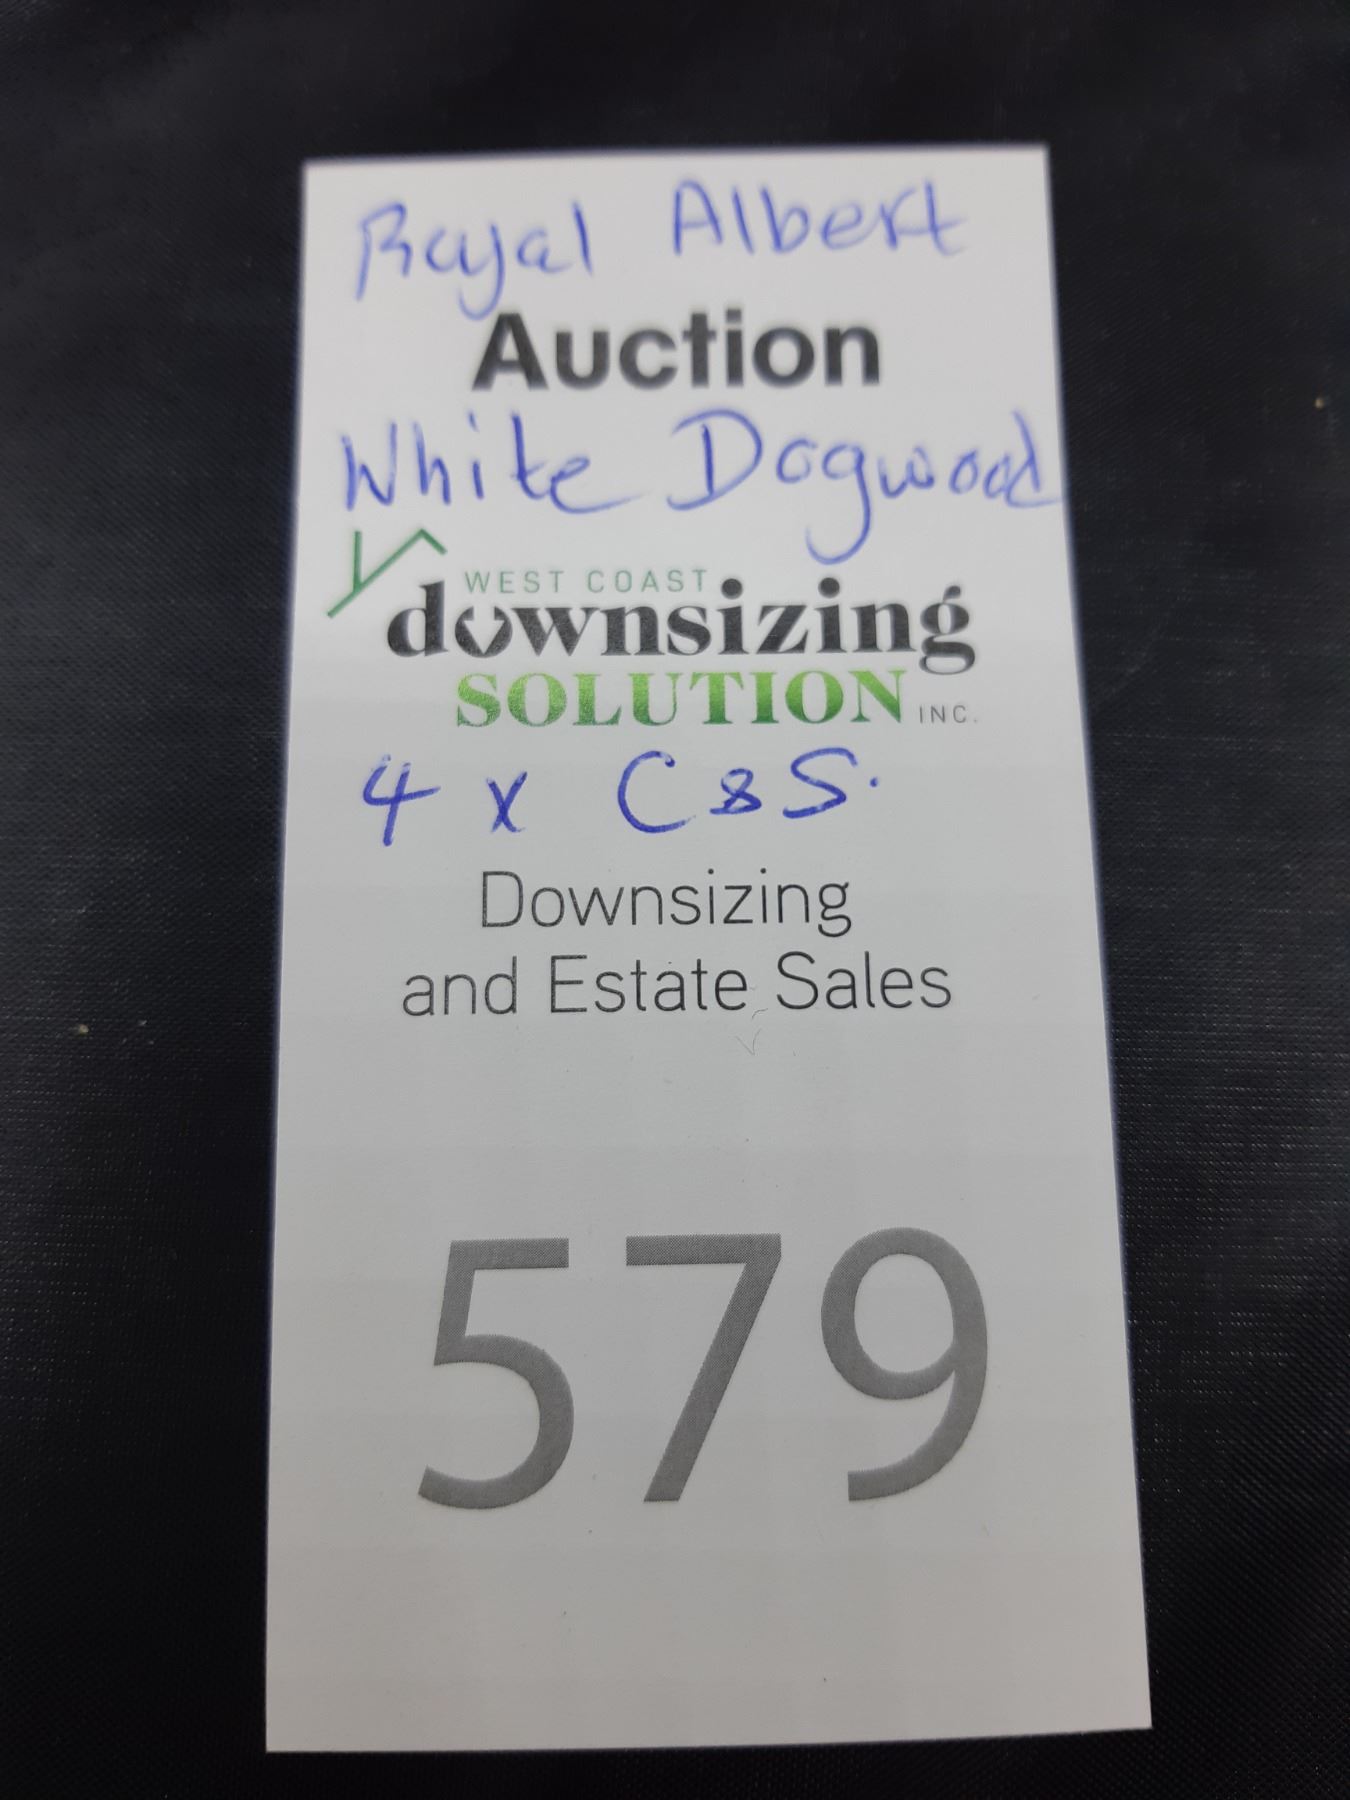 Royal Albert
Auction
White Dogwood
WEST COAST
downsizing
SOLUTION INC.
4 x C & S.
Downsizing
and Estate Sales
579